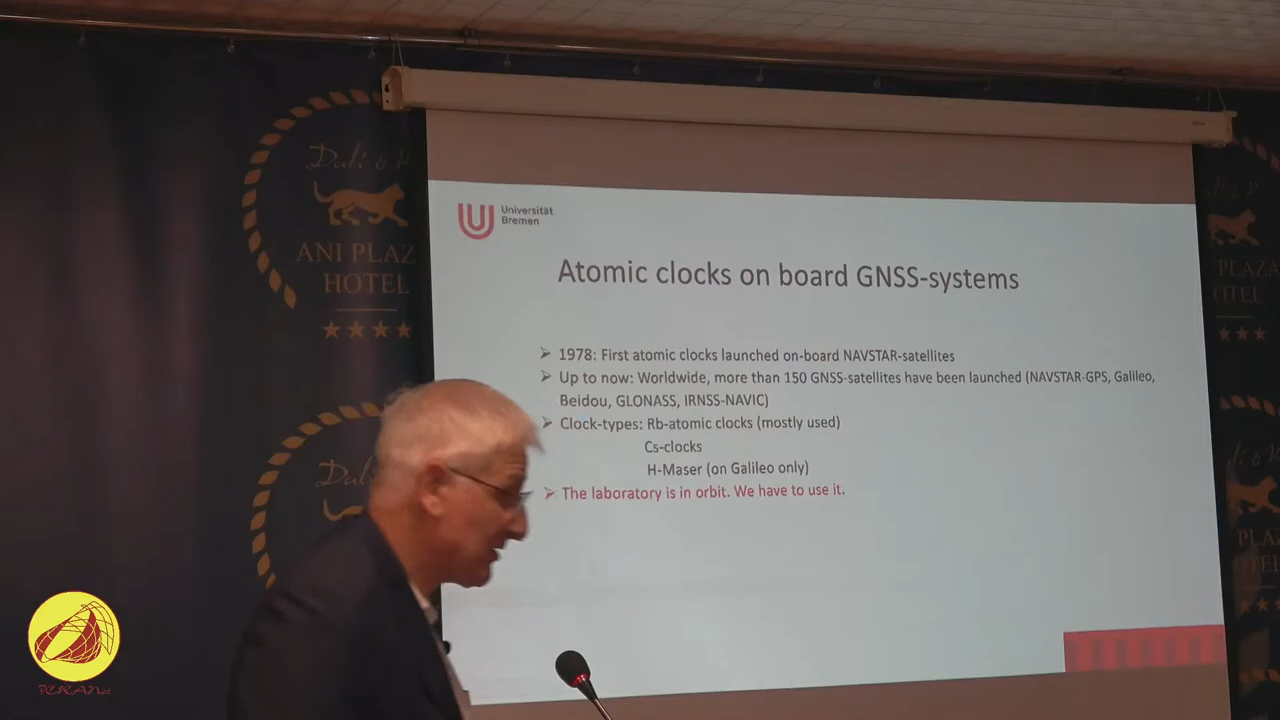 Universität
Bremen
Atomic clocks on board GNSS-systems
1978: First atomic clocks launched on-board NAVSTAR-satellites
Up to now: Worldwide, more than 150 GNSS-satellites have been launched (NAVSTAR-GPS, Galileo,
Beidou, GLONASS, IRNSS-NAVIC)
Clock-types: Rb-atomic clocks (mostly used)
Cs-clocks
H-Maser (on Galileo only)
The laboratory is in orbit. We have to use it.
ANI PLAZ
HOTEL
PLAZA
OTEL